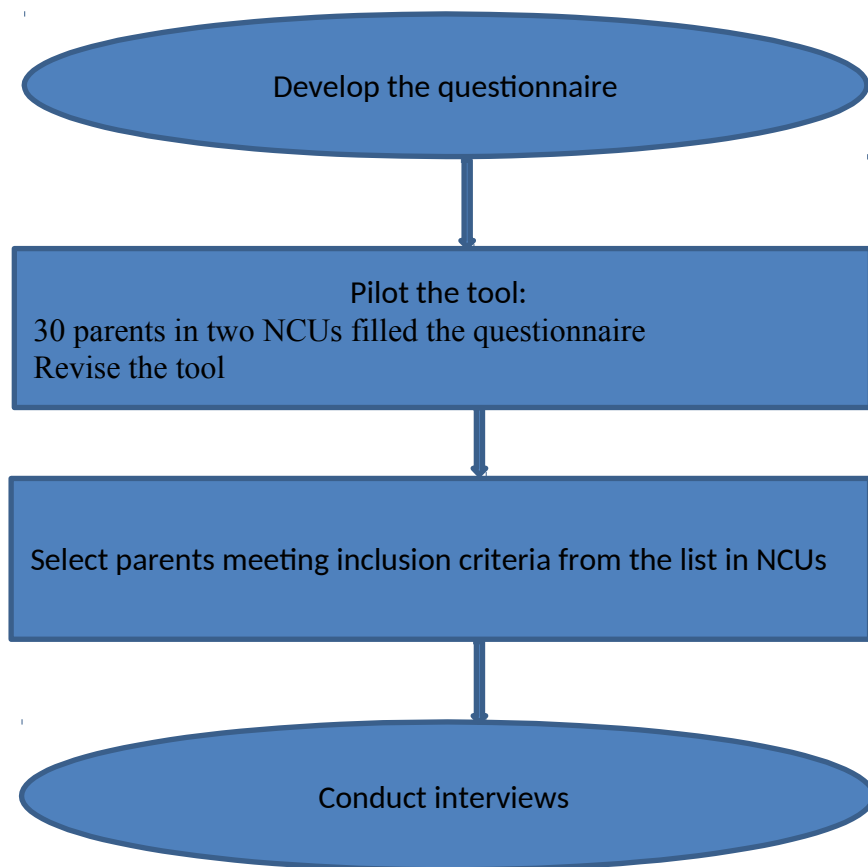 Develop the questionnaire
Pilot the tool:
30 parents in two NCUs filled the questionnaire
Revise the tool
Select parents meeting inclusion criteria from the list in NCUs
Conduct interviews